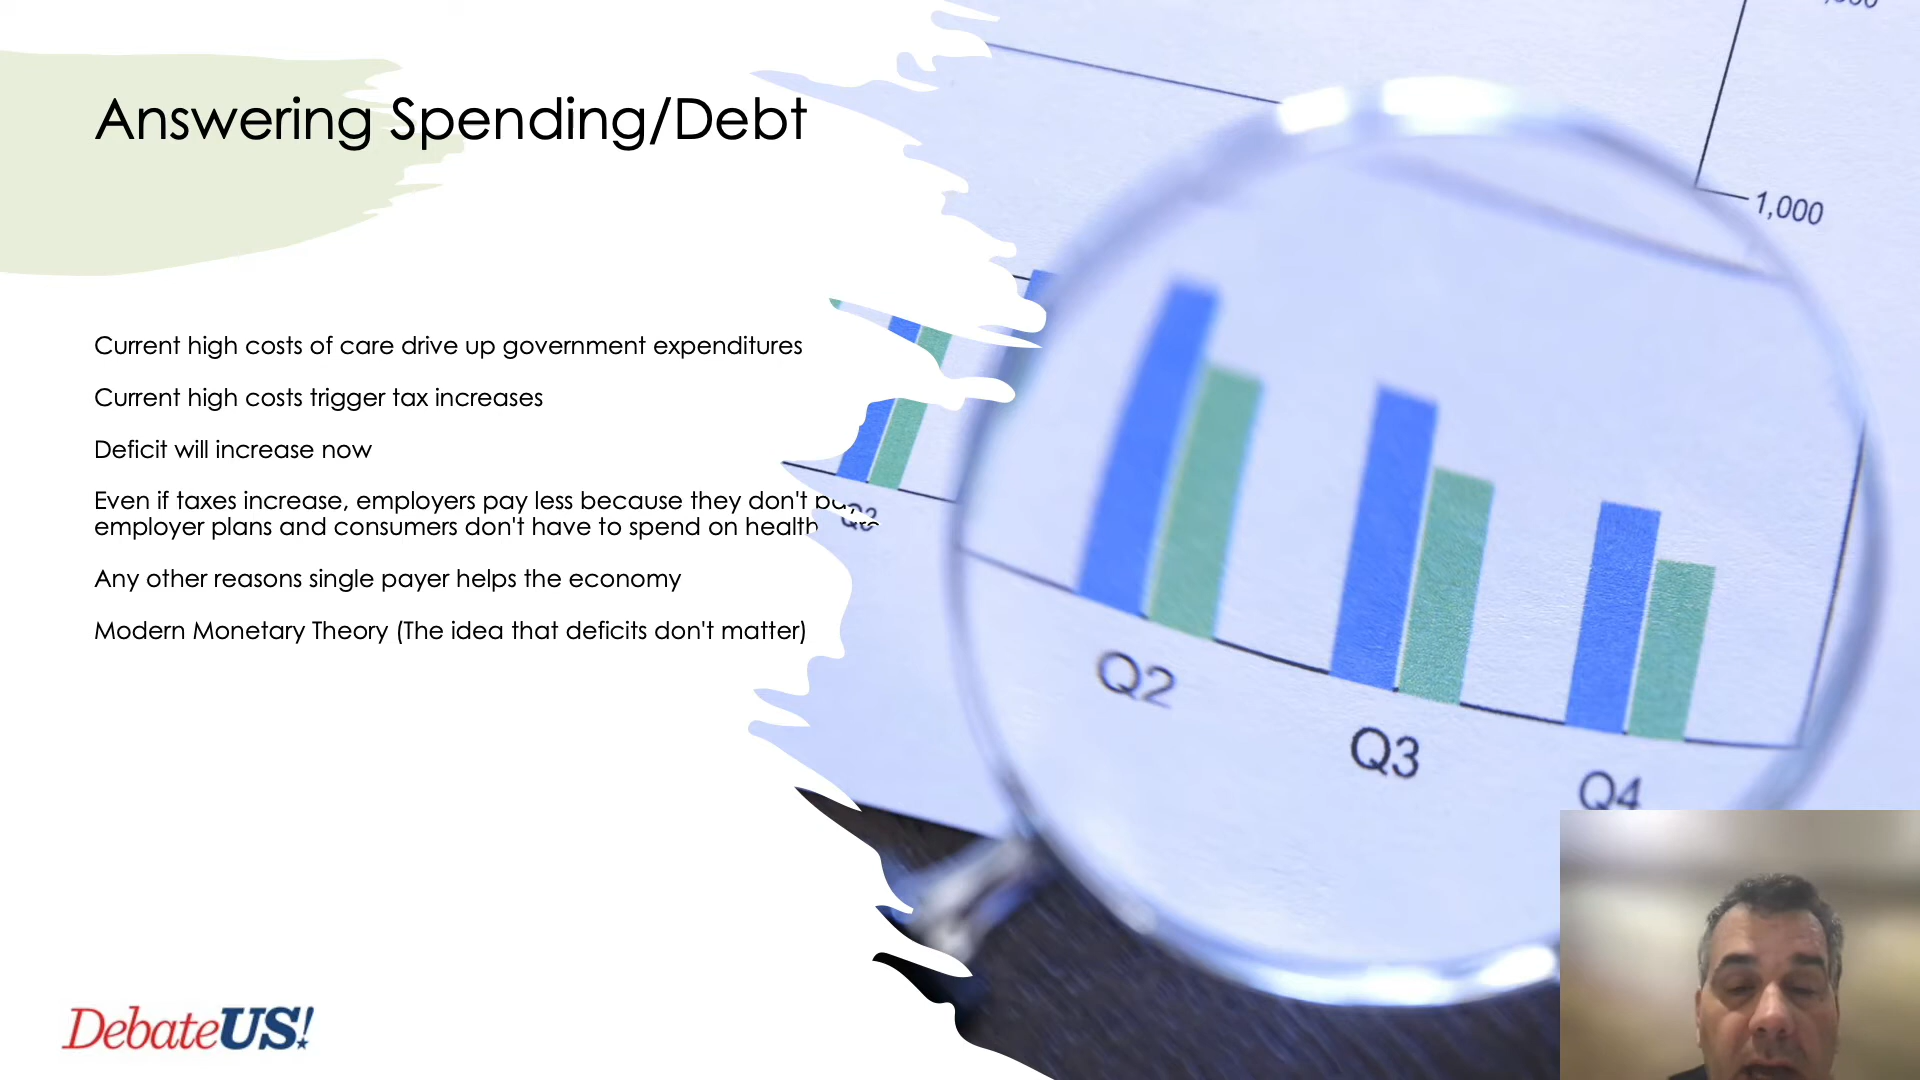 Answering Spending/Debt
Current high costs of care drive up government expenditures
Current high costs trigger tax increases
Deficit will increase now
Even if taxes increase, employers pay less because they don't
employer plans and consumers don't have to spend on health
Any other reasons single payer helps the economy
Modern Monetary Theory (The idea that deficits don't matter)
1,000
Q2
Q3
Q4
DebateUS!